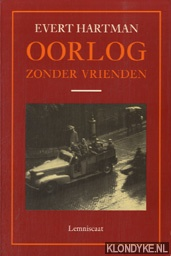 EVERT HARTMAN
OORLOG
ZONDER VRIENDEN
Lemniscaat
KLONDYKE.NL